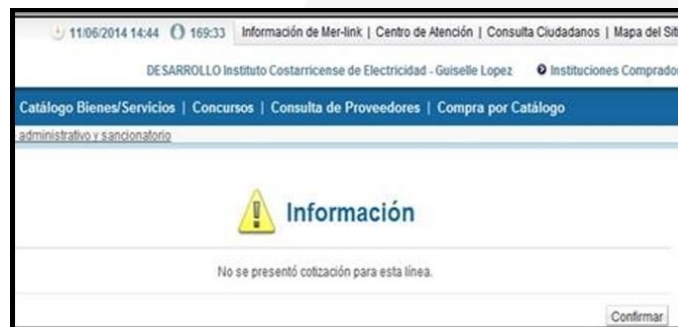 11/06/2014 14:44 169:33 Información de Mer-link | Centro de Atención | Consulta Ciudadanos | Mapa del Siti
DESARROLLO Instituto Costarricense de Electricidad - Guiselle Lopez Instituciones Comprador
Catálogo Bienes/Servicios | Concursos | Consulta de Proveedores | Compra por Catálogo
administrativo y sancionatorio
Información
No se presentó cotización para esta línea.
Confirmar